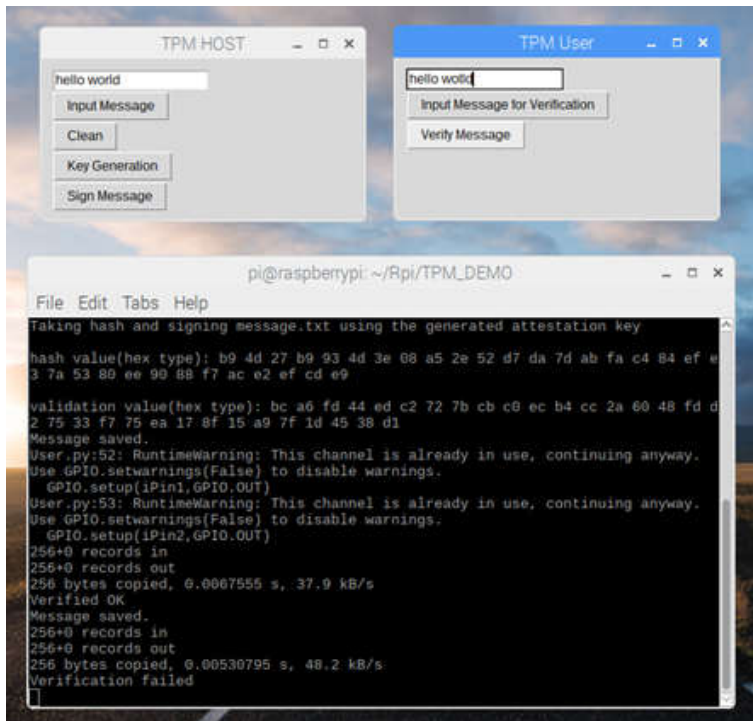 TPM HOST
hello world
Input Message
Clean
Key Generation
Sign Message
TPM User
hello wotld
Input Message for Verification
Verify Message
pi@raspberrypi: ~/Rpi/TPM_DEMO
File Edit Tabs Help
Taking hash and signing message.txt using the generated attestation key
hash value(hex type): b9 4d 27 b9 93 4d 3e 08 a5 2e 52 d7 da 7d ab fa c4 84 ef e
3 7a 53 80 ee 90 88 f7 ac e2 ef cd e9
validation value(hex type): bc a6 fd 44 ed c2 72 7b cb c0 ec b4 cc 2a 60 48 fd d
2 75 33 f7 75 ea 17 8f 15 a9 7f 1d 45 38 d1
Message saved.
User.py:52: RuntimeWarning: This channel is already in use, continuing anyway.
Use GPIO.setwarnings(False) to disable warnings.
GPIO.setup(iPin1,GPIO.OUT)
User.py:53: RuntimeWarning: This channel is already in use, continuing anyway.
Use GPIO.setwarnings(False) to disable warnings.
GPIO.setup(iPin2,GPIO.OUT)
256+0 records in
256+0 records out
256 bytes copied, 0.0067555 s, 37.9 kB/s
Verified OK
Message saved.
256+0 records in
256+0 records out
256 bytes copied, 0.00530795 s, 48.2 kB/s
Verification failed